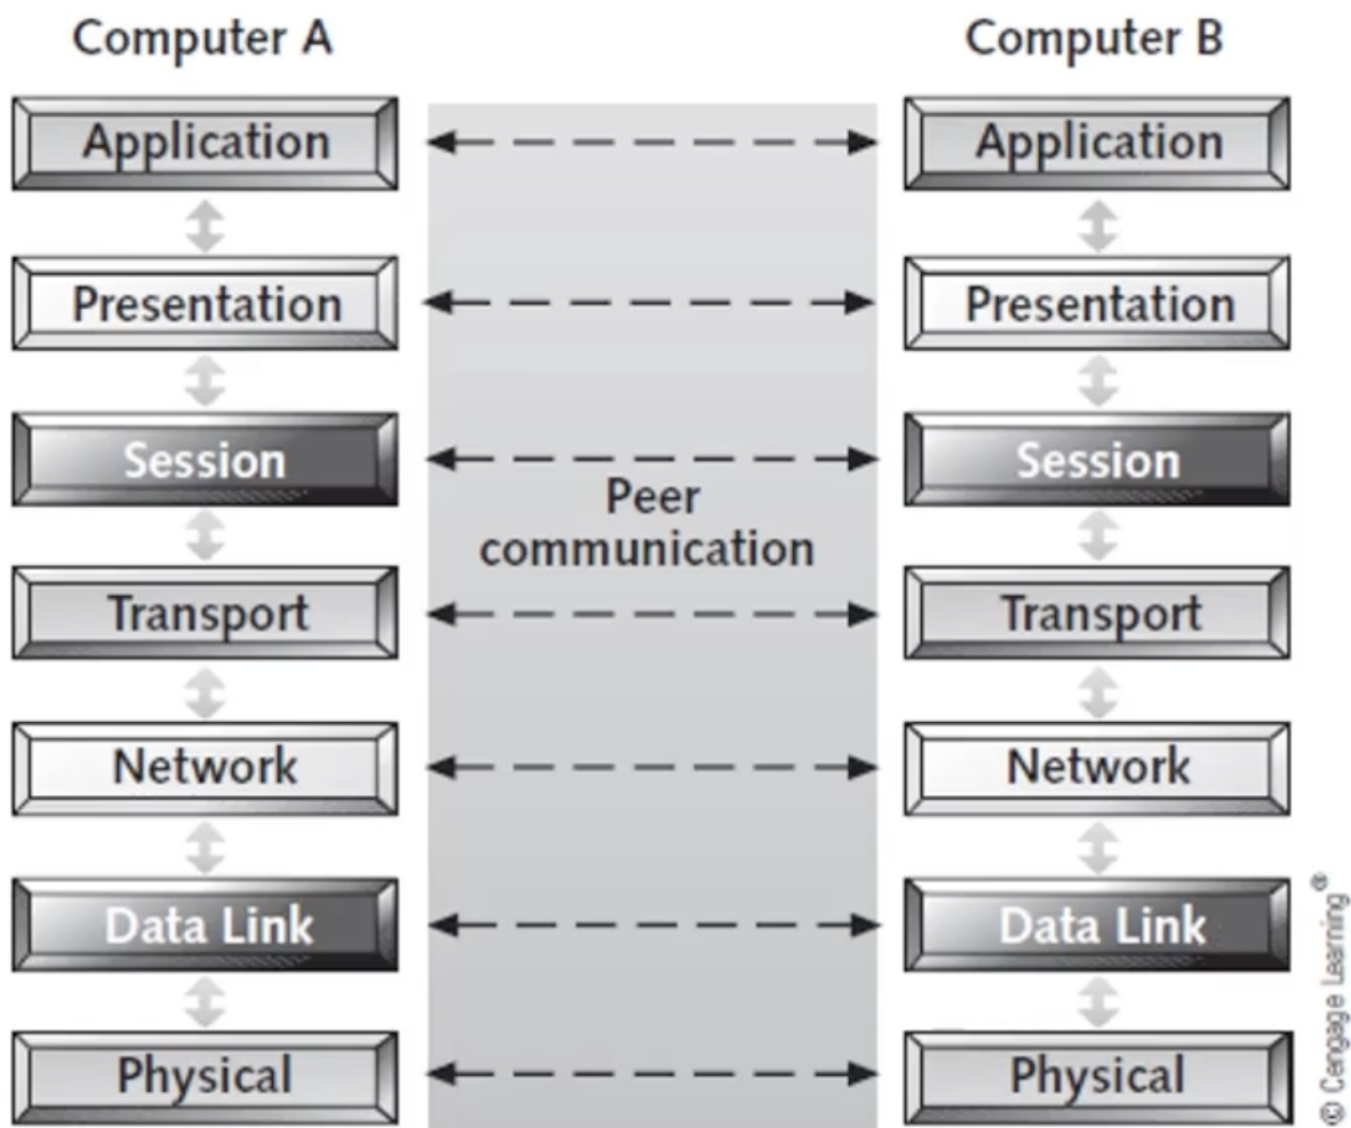 Computer A
Computer B
Application
Application
Presentation
Presentation
Session
Session
Peer
communication
Transport
Transport
Network
Network
Data Link
Data Link
Physical
Physical
© Cengage Learning®